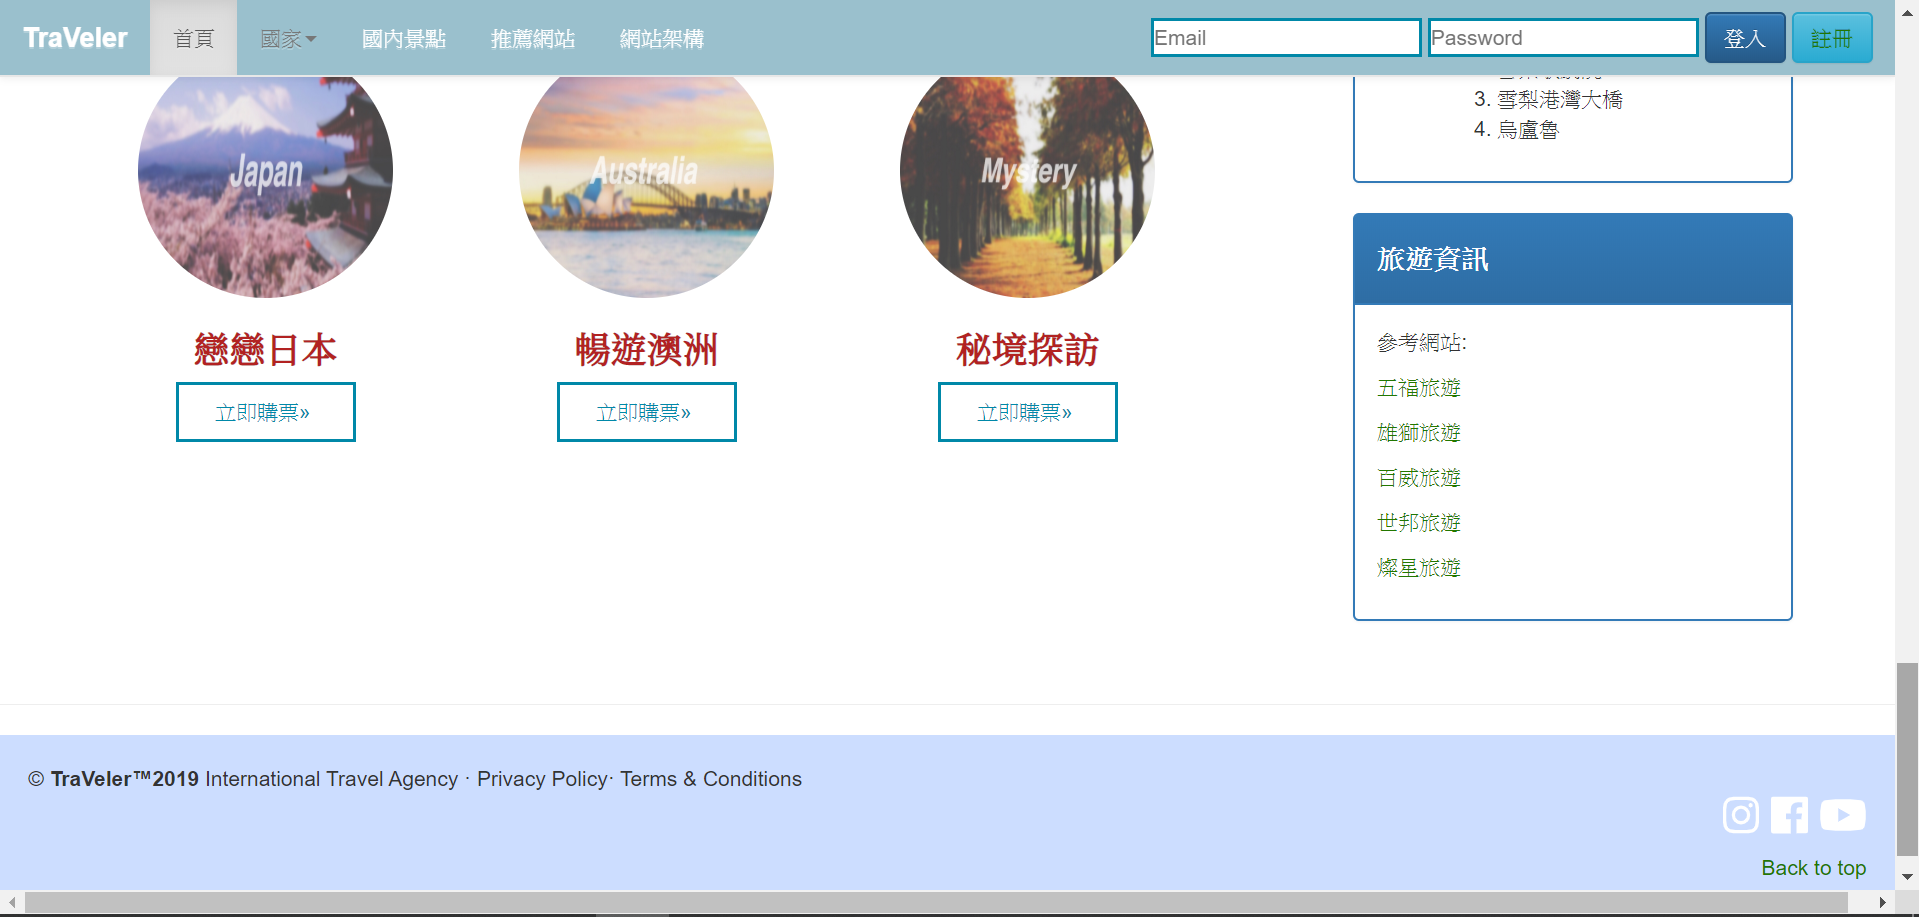 TraVeler 首頁 國家 國內景點 推薦網站 網站架構 Email Password 登入 註冊
3. 雪梨港灣大橋
4. 烏盧魯
Japan Australia Mystery
戀戀日本 暢遊澳洲 秘境探訪
立即購票» 立即購票» 立即購票»
旅遊資訊
參考網站:
五福旅遊
雄獅旅遊
百威旅遊
世邦旅遊
燦星旅遊
© TraVeler™2019 International Travel Agency · Privacy Policy· Terms & Conditions
Back to top